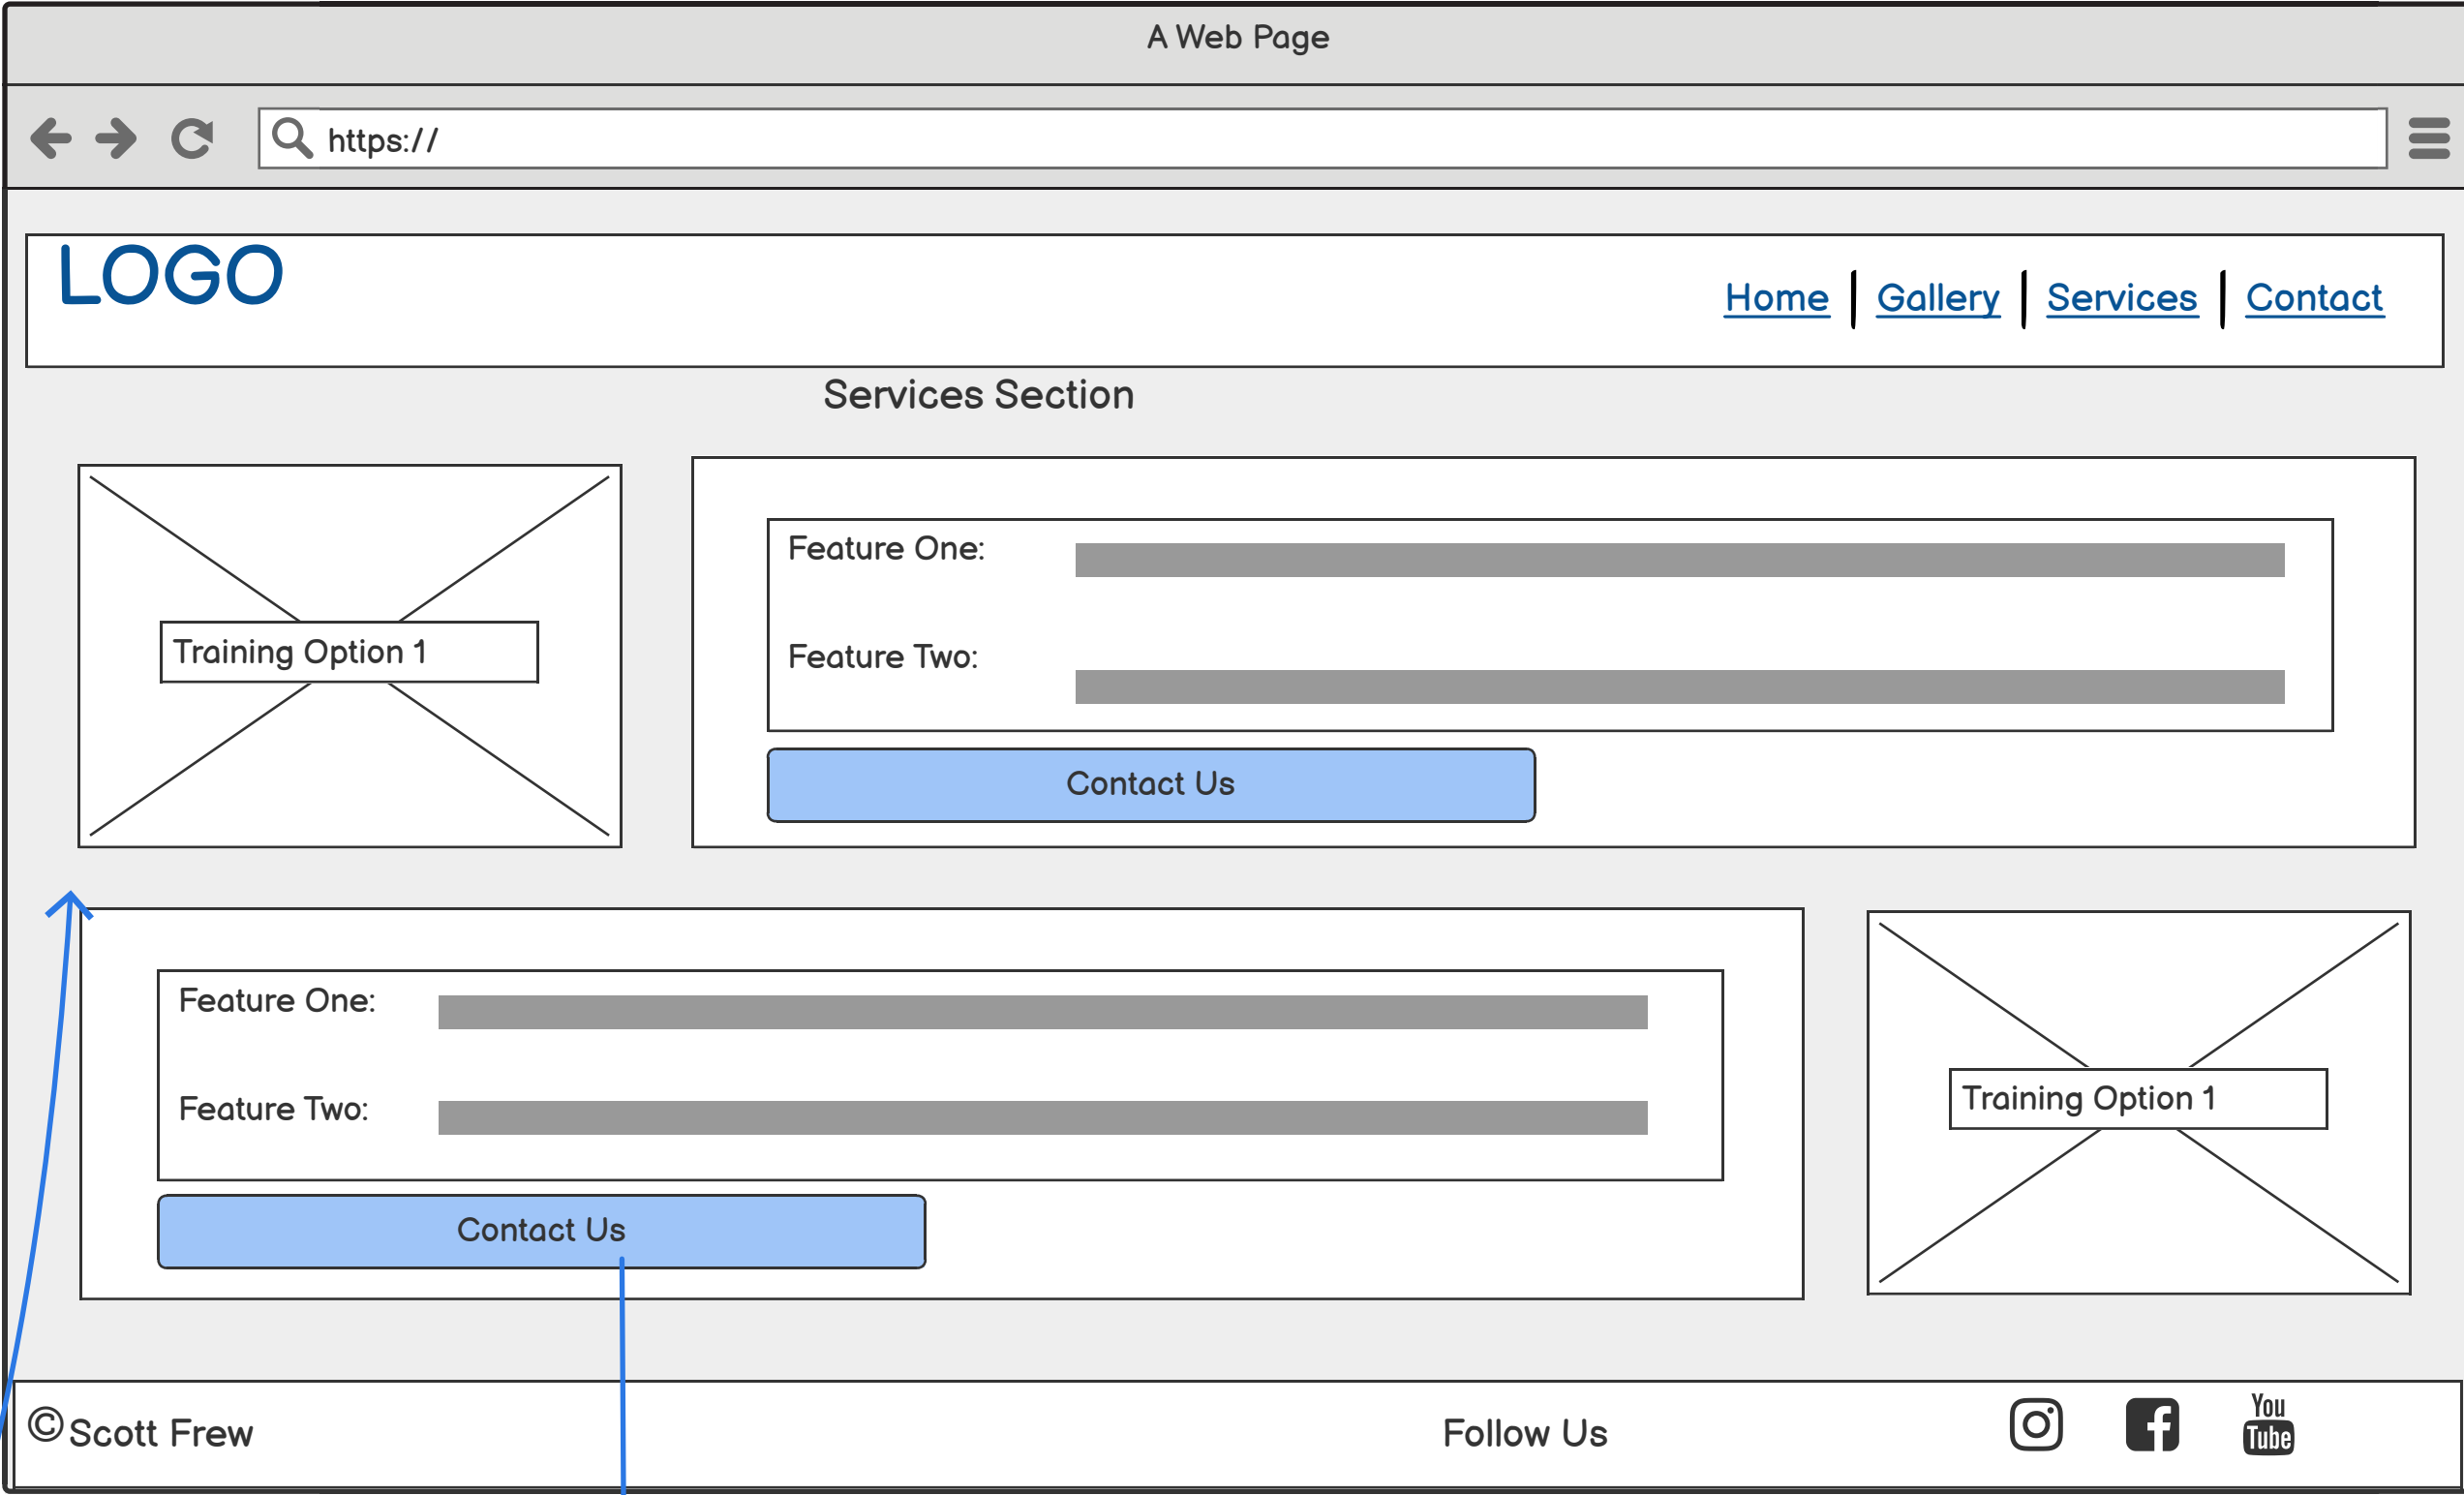 A Web Page
https://
LOGO
Home | Gallery | Services | Contact
Services Section
Training Option 1
Feature One:
Feature Two:
Contact Us
Feature One:
Feature Two:
Contact Us
Training Option 1
© Scott Frew
Follow Us
You
Tube